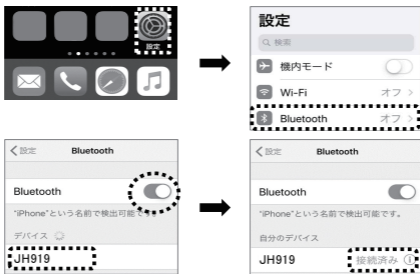 設定
設定
検索
機内モード
Wi-Fi オフ
Bluetooth オフ
設定 Bluetooth
Bluetooth
"iPhone"という名前で検出可能です。
デバイス
JH919
設定 Bluetooth
Bluetooth
"iPhone"という名前で検出可能です。
自分のデバイス
JH919 接続済み